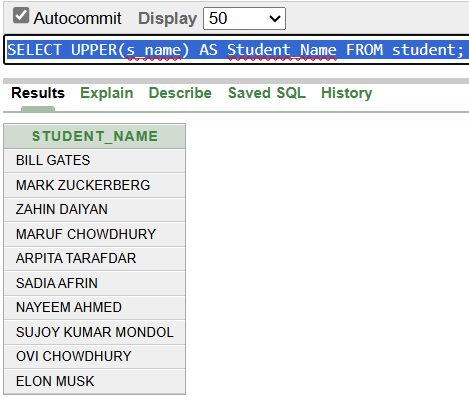 Autocommit Display 50
SELECT UPPER(s_name) AS Student_Name FROM student;
Results Explain Describe Saved SQL History
STUDENT_NAME
BILL GATES
MARK ZUCKERBERG
ZAHIN DAIYAN
MARUF CHOWDHURY
ARPITA TARAFDAR
SADIA AFRIN
NAYEEM AHMED
SUJOY KUMAR MONDOL
OVI CHOWDHURY
ELON MUSK